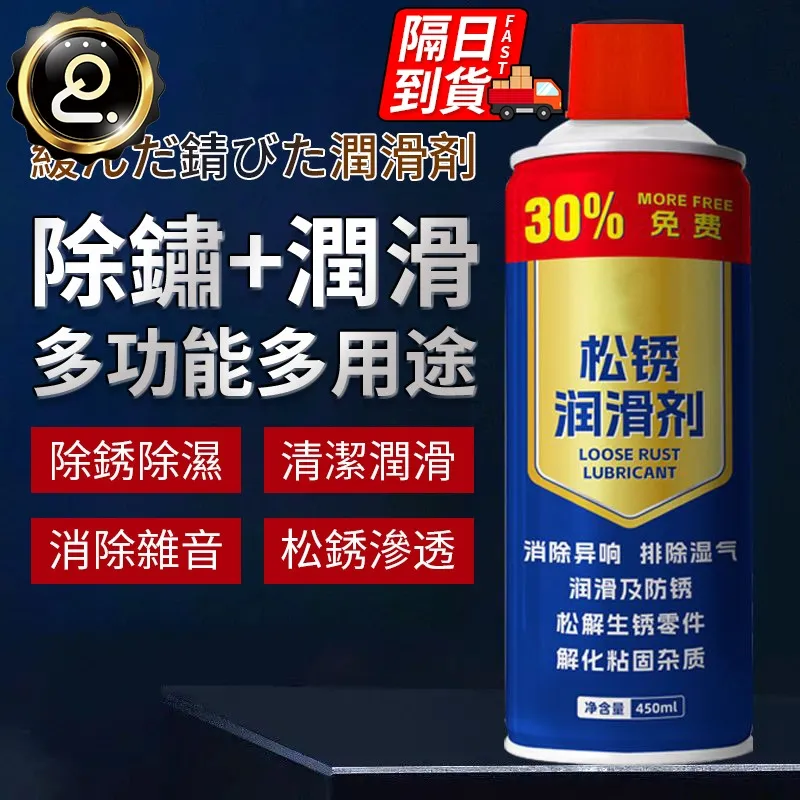 隔日
到貨
FAST
緩んだ錆びた潤滑剤
除鏽+潤滑
多功能多用途
除銹除濕
清潔潤滑
消除雜音
松銹滲透
30% MORE FREE
免费
松锈
润滑剂
LOOSE RUST
LUBRICANT
消除异响 排除湿气
润滑及防锈
松解生锈零件
解化粘固杂质
净含量 450ml